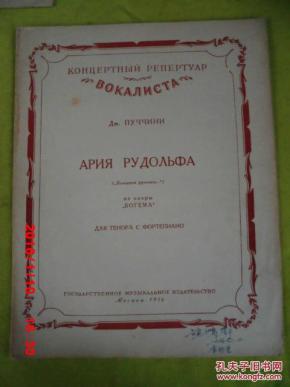 КОНЦЕРТНЫЙ РЕПЕРТУАР
ВОКАЛИСТА
Дж. ПУЧЧИНИ
АРИЯ РУДОЛЬФА
из оперы
„БОГЕМА“
ДЛЯ ТЕНОРА С ФОРТЕПИАНО
ГОСУДАРСТВЕННОЕ МУЗЫКАЛЬНОЕ ИЗДАТЕЛЬСТВО
Москва
孔夫子旧书网